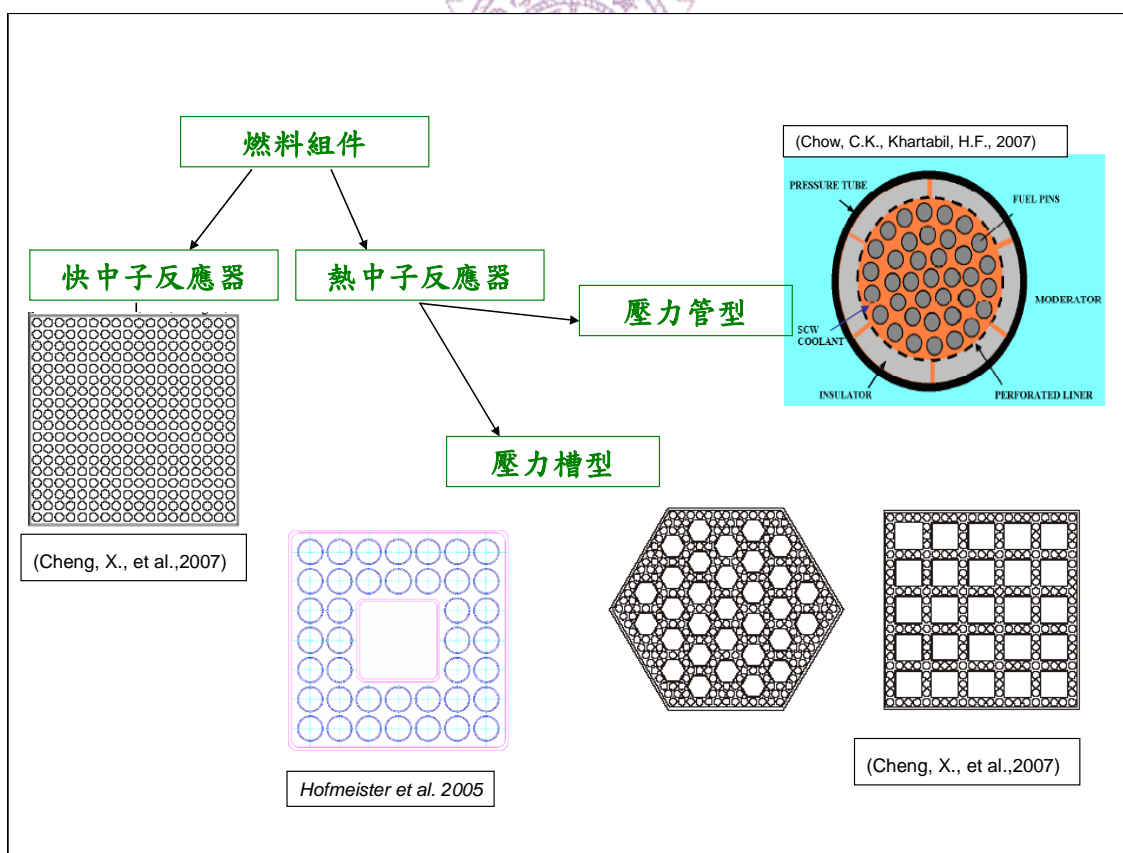 燃料組件
(Chow, C.K., Khartabil, H.F., 2007)
PRESSURE TUBE
FUEL PINS
快中子反應器
熱中子反應器
壓力管型
MODERATOR
SCW
COOLANT
INSULATOR
PERFORATED LINER
壓力槽型
(Cheng, X., et al.,2007)
Hofmeister et al. 2005
(Cheng, X., et al.,2007)